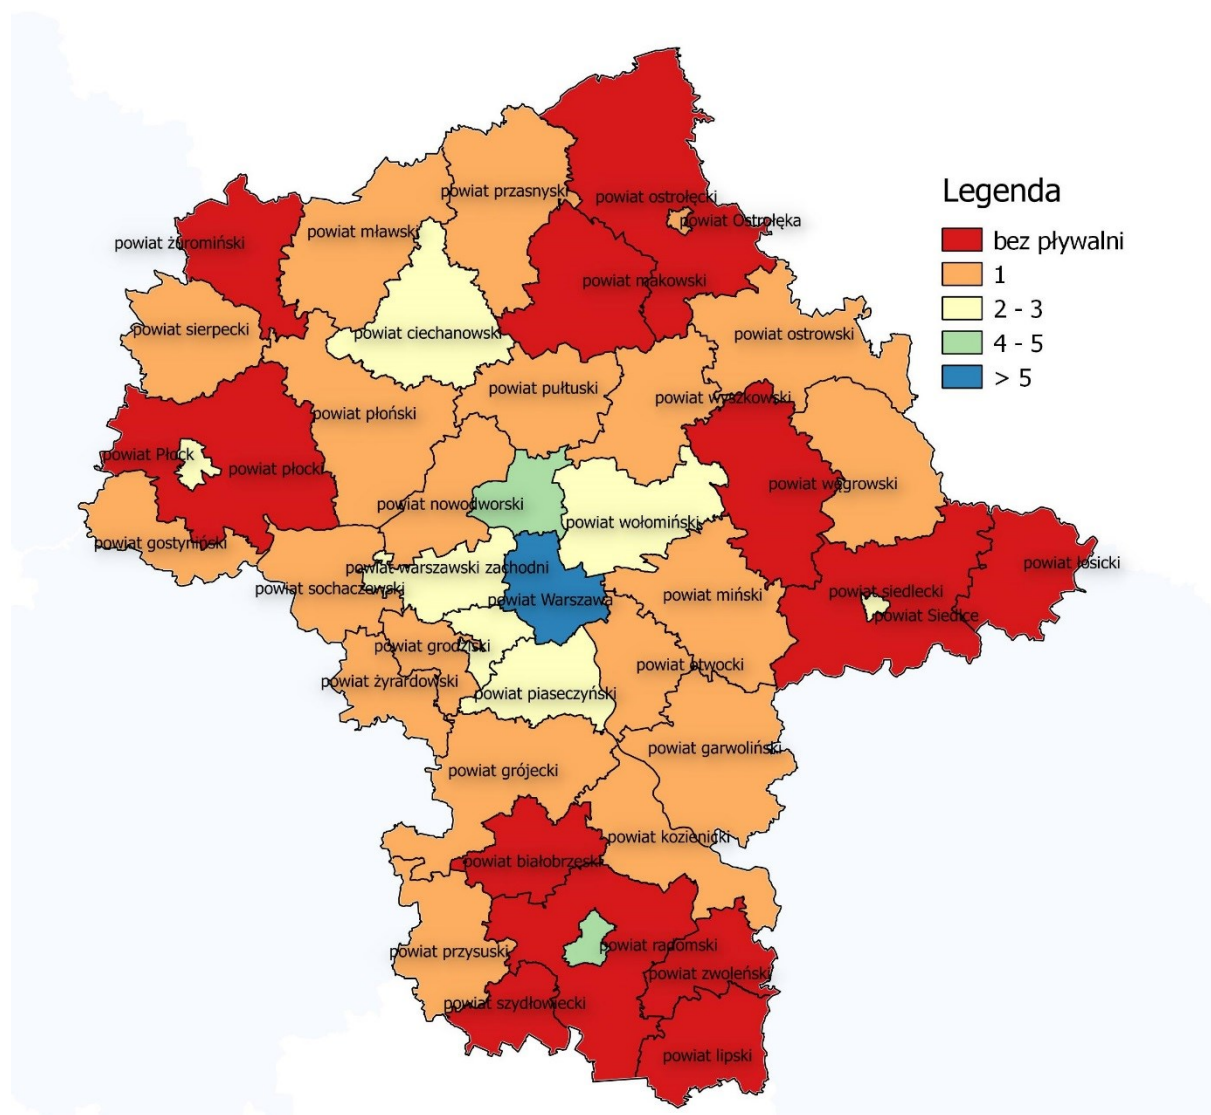 Legenda
bez pływalni
1
2 - 3
4 - 5
> 5
powiat przasnyski
powiat ostrołęcki
powiat Ostrołęka
powiat mławski
powiat żuromiński
powiat makowski
powiat sierpecki
powiat ciechanowski
powiat ostrowski
powiat pułtuski
powiat wyszkowski
powiat płoński
powiat Płock
powiat płocki
powiat węgrowski
powiat nowodworski
powiat wołomiński
powiat gostyniński
powiat łosicki
powiat warszawski zachodni
powiat sochaczewski
powiat Warszawa
powiat miński
powiat siedlecki
powiat Siedlce
powiat grodziski
powiat otwocki
powiat żyrardowski
powiat piaseczyński
powiat garwoliński
powiat grójecki
powiat kozienicki
powiat białobrzeski
powiat radomski
powiat przysuski
powiat zwoleński
powiat szydłowiecki
powiat lipski